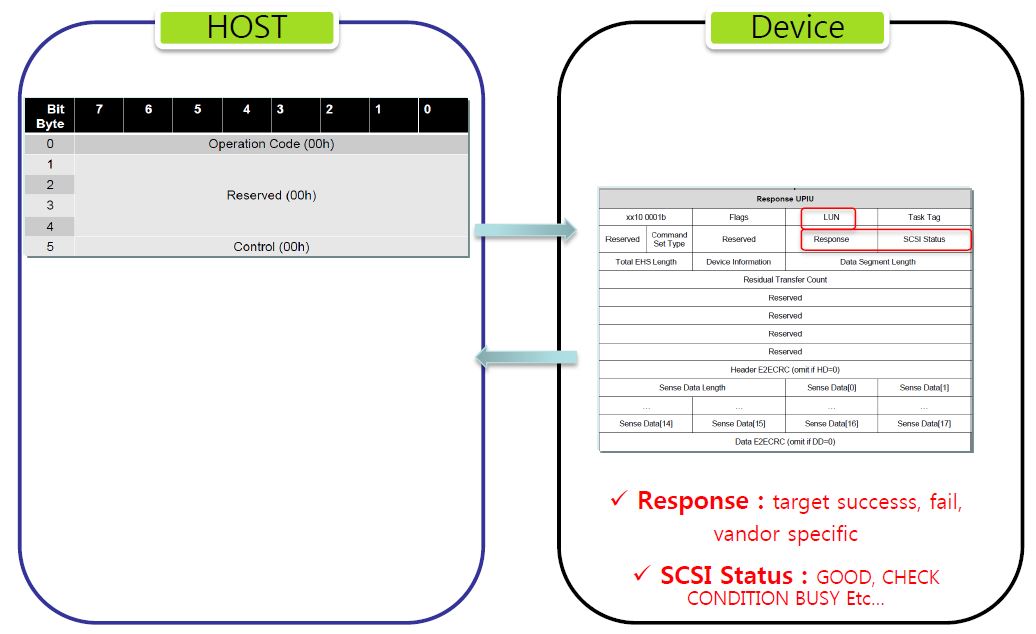 HOST
Bit 7 6 5 4 3 2 1 0
Byte
0 Operation Code (00h)
1
2
Reserved (00h)
3
4
5 Control (00h)
Device
Response UPIU
xx10 0001b Flags LUN Task Tag
Reserved Command Set Type Reserved Response SCSI Status
Total EHS Length Device Information Data Segment Length
Residual Transfer Count
Reserved
Reserved
Reserved
Reserved
Header E2ECRC (omit if HD=0)
Sense Data Length Sense Data[0] Sense Data[1]
... ... ... ...
Sense Data[14] Sense Data[15] Sense Data[16] Sense Data[17]
Data E2ECRC (omit if DD=0)
✓ Response : target successs, fail,
vandor specific
✓ SCSI Status : GOOD, CHECK
CONDITION BUSY Etc...